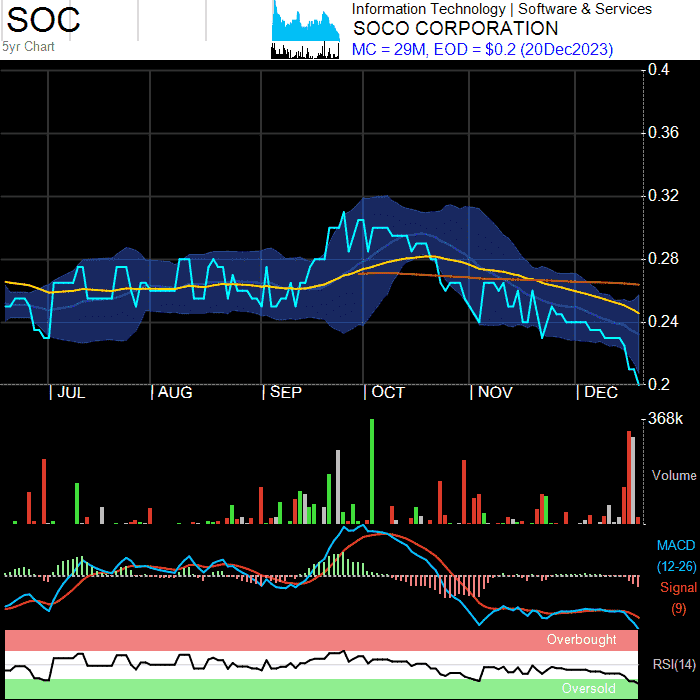 SOC
5yr Chart
Information Technology | Software & Services
SOCO CORPORATION
MC = 29M, EOD = $0.2 (20Dec2023)
0.4
0.36
0.32
0.28
0.24
0.2
| JUL | AUG | SEP | OCT | NOV | DEC
368k
Volume
MACD
(12-26)
Signal
(9)
Overbought
RSI(14)
Oversold